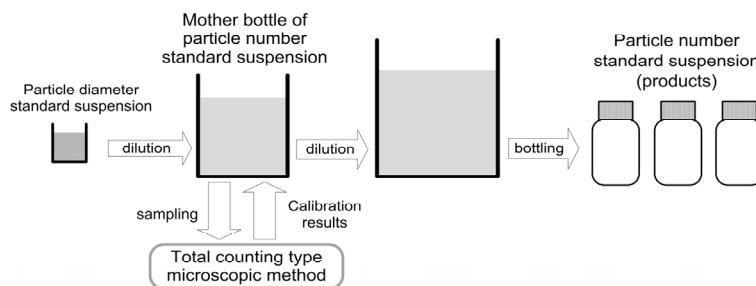 Mother bottle of
particle number
standard suspension
Particle number
standard suspension
(products)
Particle diameter
standard suspension
dilution
dilution
bottling
sampling
Calibration
results
Total counting type
microscopic method